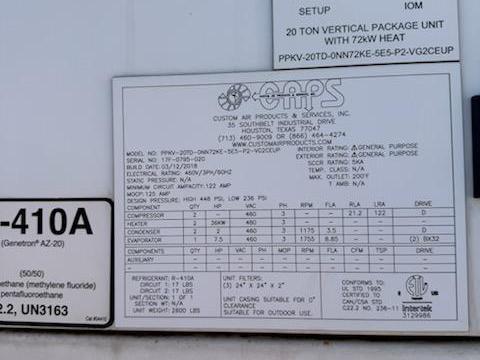 SETUP IOM
20 TON VERTICAL PACKAGE UNIT
WITH 72kW HEAT
PPKV-20TD-0NN72KE-5E5-P2-VG2CEUP
CAPS
CUSTOM AIR PRODUCTS & SERVICES, INC.
35 SOUTHBELT INDUSTRIAL DRIVE
HOUSTON, TEXAS 77047
(713) 460-9009 OR (866) 464-4274
WWW.CUSTOMAIRPRODUCTS.COM
MODEL NO: PPKV-20TD-0NN72KE-5E5-P2-VG2CEUP
SERIAL NO: 17F-0795-020
BUILD DATE: 03/12/2018
ELECTRICAL RATING: 460V/3PH/60HZ
STATIC PRESSURE: N/A
MINIMUM CIRCUIT AMPACITY: 122 AMP
MOCP: 125 AMP
DESIGN PRESSURE: HIGH 448 PSI, LOW 236 PSI
INTERIOR RATING: GENERAL PURPOSE
EXTERIOR RATING: GENERAL PURPOSE
SCCR RATING: 5KA
TEMP. CLASS: N/A
MAX. OUTLET: 200°F
T AMB: N/A
COMPONENT QTY HP VAC PH RPM FLA RLA LRA DRIVE
COMPRESSOR 2 - 460 3 21.2 122 D
HEATER 2 36KW 460 3 - - -
CONDENSER 2 2 460 3 1175 3.5 D
EVAPORATOR 1 7.5 460 3 1755 8.85 (2) BX32
COMPONENTS QTY HP VAC PH MOP RPM FLA CFM TSP DRIVE
AUXILIARY - - - - - - - - - -
REFRIGERANT: R-410A
CIRCUIT 1: 17 LBS
CIRCUIT 2: 17 LBS
UNIT/SECTION: 1 OF 1
SECTION WT: N/A
UNIT WEIGHT: 2800 LBS
UNIT FILTERS:
(3) 24" X 24" X 2"
SUITABLE FOR USE WITH 0"
CLEARANCE
SUITABLE FOR OUTDOOR USE.
CONFORMS TO:
UL STD 1995
CERTIFIED TO
CAN/CSA STD
C22.2 NO. 236-11
Intertek
3129986
-410A
(Genetron® AZ-20)
(50/50)
ethane (methylene fluoride)
pentafluoroethane
2.2, UN3163